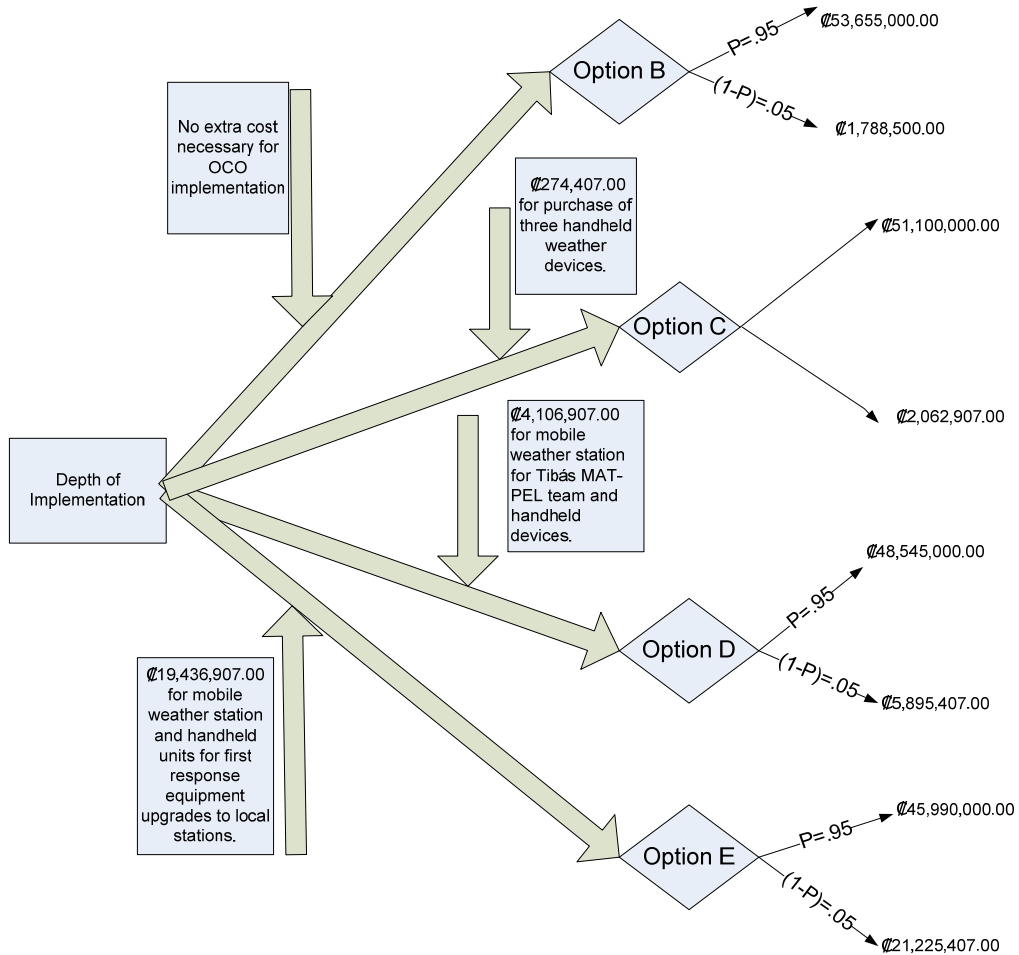 ₡53,655,000.00
P=.95
Option B
(1-P)=.05
₡1,788,500.00
No extra cost
necessary for
OCO
implementation
₡274,407.00
for purchase of
three handheld
weather
devices.
₡51,100,000.00
Option C
₡2,062,907.00
₡4,106,907.00
for mobile
weather station
for Tibás MAT-
PEL team and
handheld
devices.
Depth of
Implementation
₡48,545,000.00
P=.95
Option D
(1-P)=.05
₡5,895,407.00
₡19,436,907.00
for mobile
weather station
and handheld
units for first
response
equipment
upgrades to local
stations.
₡45,990,000.00
P=.95
Option E
(1-P)=.05
₡21,225,407.00